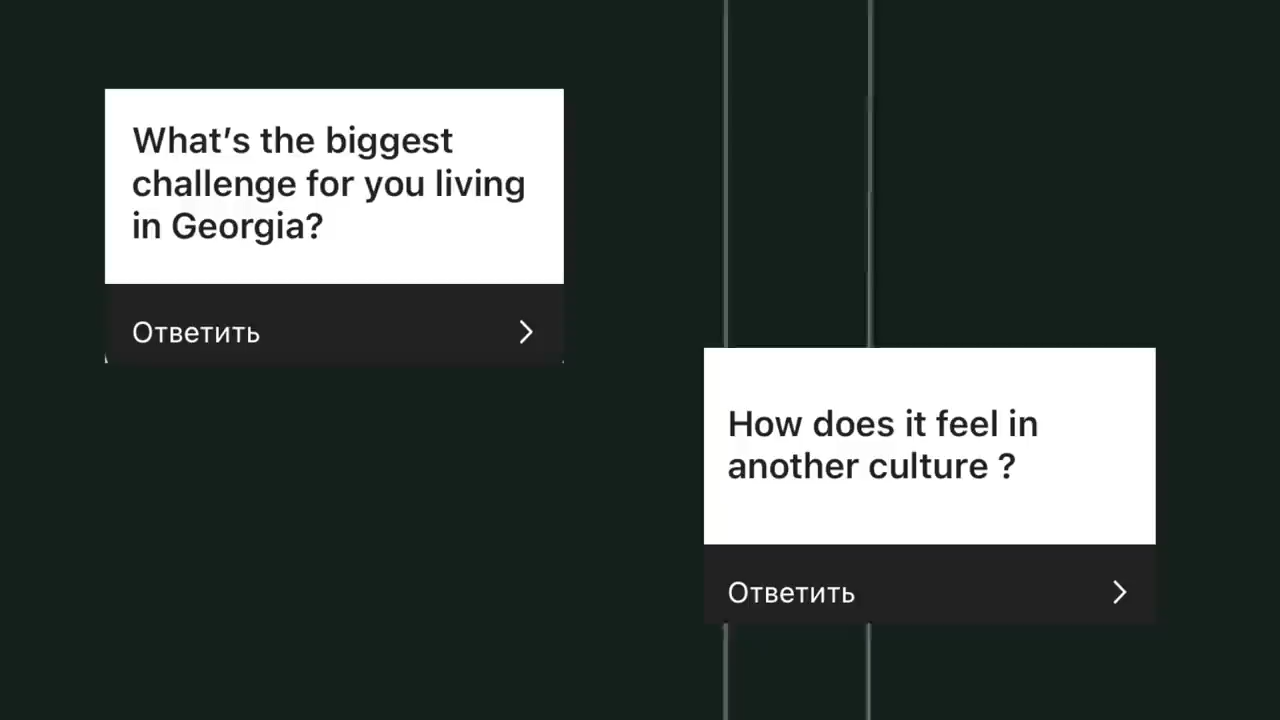 What's the biggest
challenge for you living
in Georgia?
Ответить
How does it feel in
another culture ?
Ответить